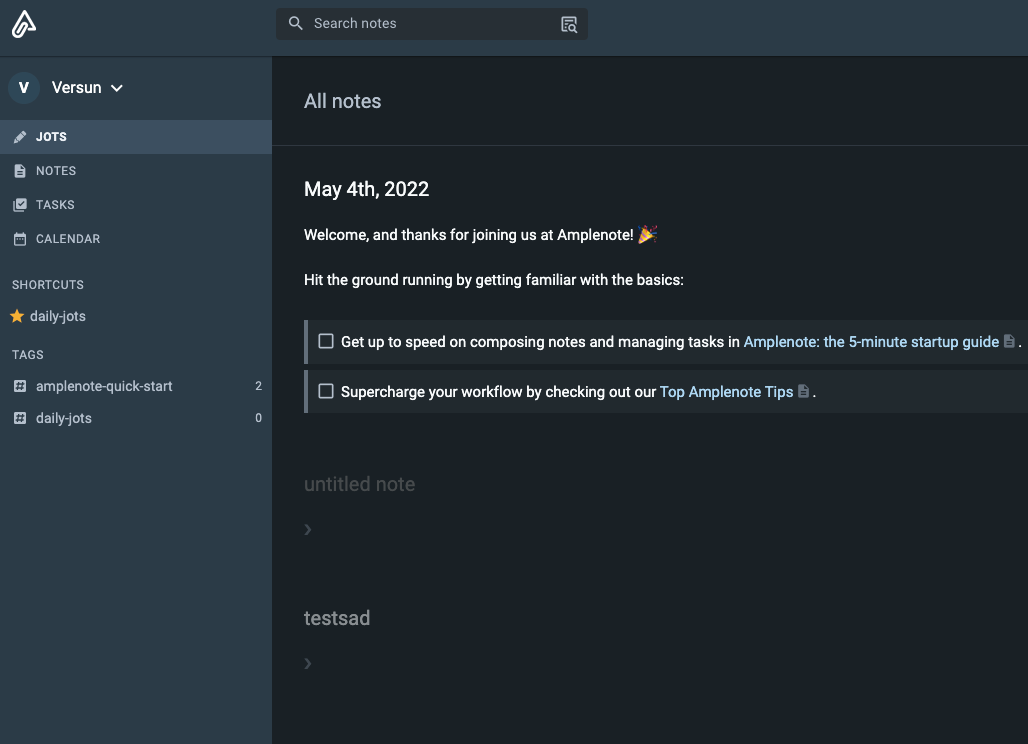 Search notes
V
Versun
JOTS
NOTES
TASKS
CALENDAR
SHORTCUTS
daily-jots
TAGS
amplenote-quick-start 2
daily-jots 0
All notes
May 4th, 2022
Welcome, and thanks for joining us at Amplenote! 🎉
Hit the ground running by getting familiar with the basics:
Get up to speed on composing notes and managing tasks in Amplenote: the 5-minute startup guide .
Supercharge your workflow by checking out our Top Amplenote Tips .
untitled note
testsad